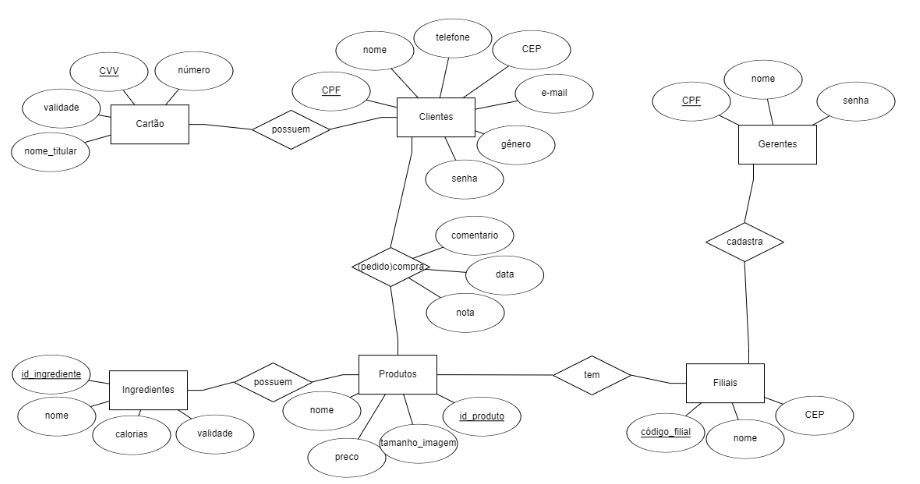 telefone
nome
CEP
CVV
número
nome
CPF
CPF
e-mail
senha
validade
Cartão
Clientes
possuem
gênero
Gerentes
nome_titular
senha
comentario
cadastra
(pedido)compra
data
nota
id_ingrediente
Ingredientes
possuem
Produtos
tem
Filiais
nome
nome
id_produto
CEP
calorias
validade
código_filial
nome
tamanho_imagem
preco